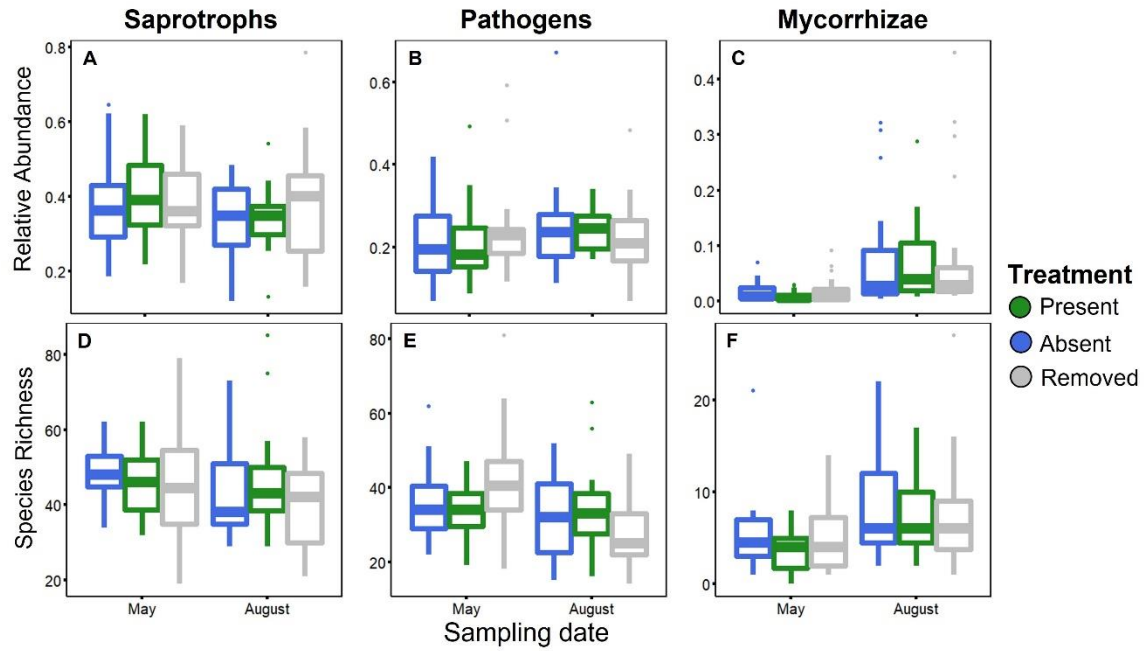 Saprotrophs Pathogens Mycorrhizae
Relative Abundance
A
0.8
0.6
0.4
0.2
B
0.6
0.4
0.2
C
0.4
0.3
0.2
0.1
0.0
Species Richness
D
80
60
40
20
E
80
60
40
20
F
20
10
0
May August May August May August
Sampling date
Treatment
Present
Absent
Removed